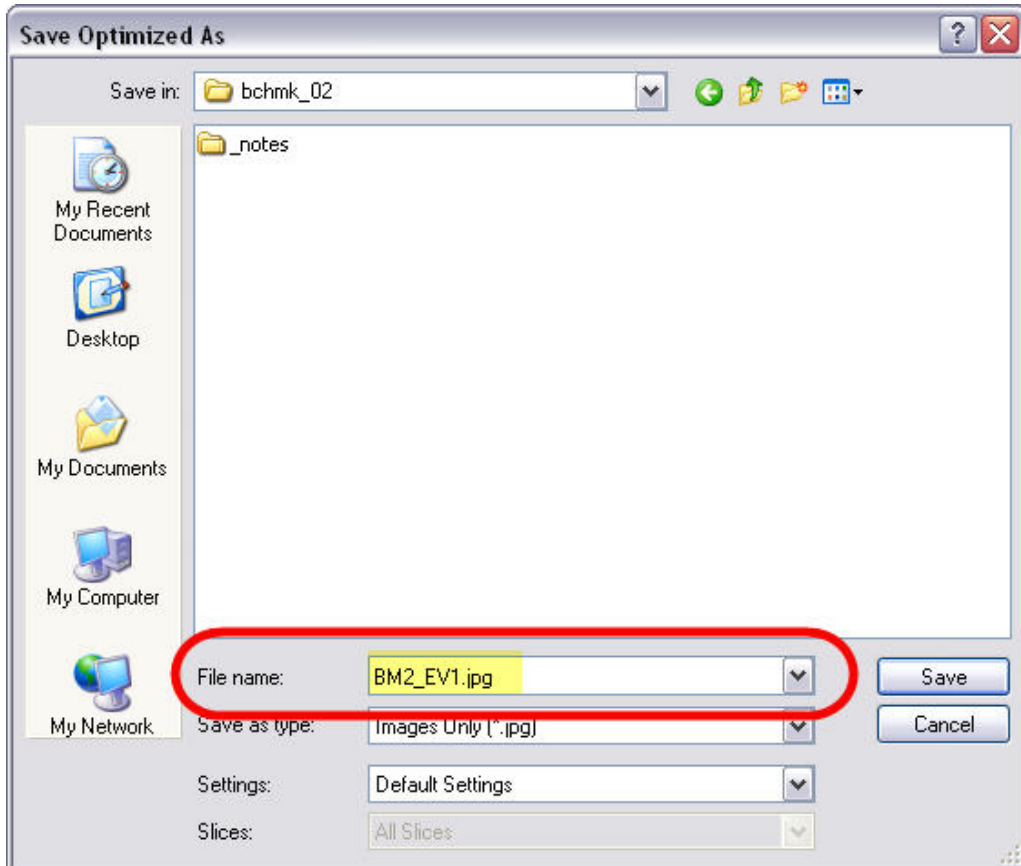 Save Optimized As
Save in:
bchmk_02
_notes
My Recent
Documents
Desktop
My Documents
My Computer
My Network
File name:
BM2_EV1.jpg
Save
Save as type:
Images Only (*.jpg)
Cancel
Settings:
Default Settings
Slices:
All Slices